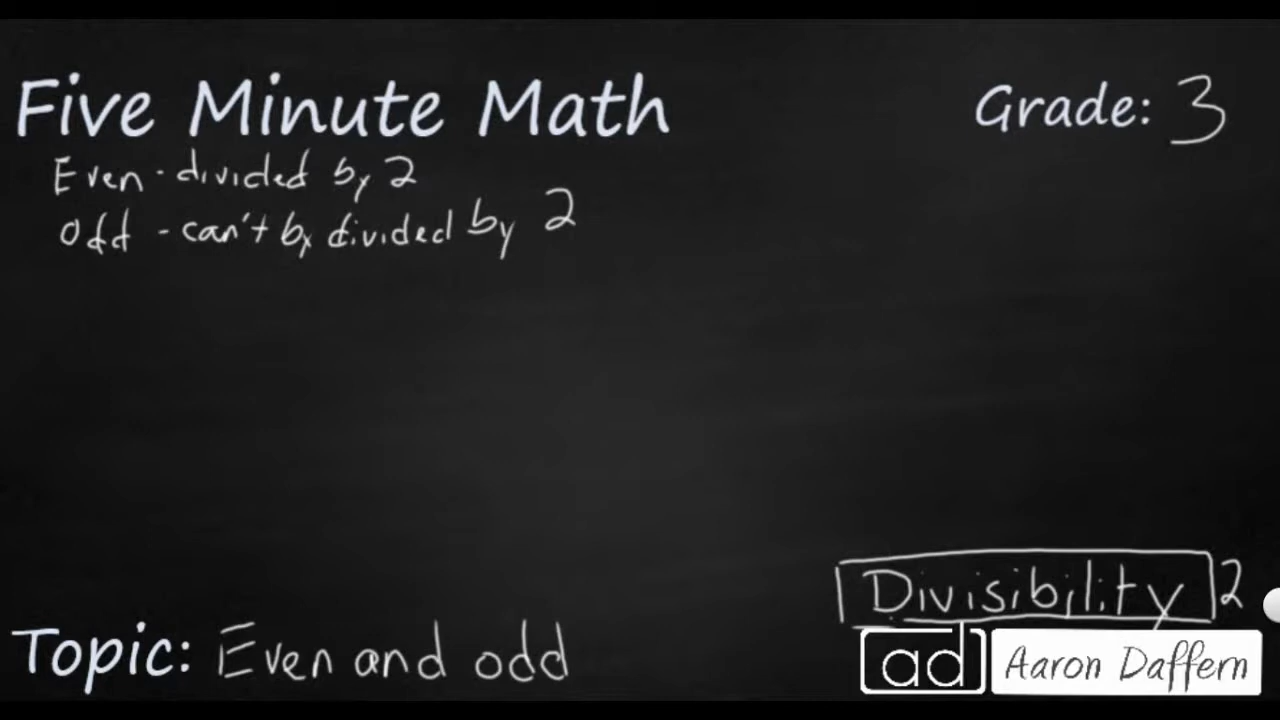 Five Minute Math
Grade: 3
Even - divided by 2
Odd - can't by divided by 2
Divisibility 2
Topic: Even and odd
ad Aaron Daffern